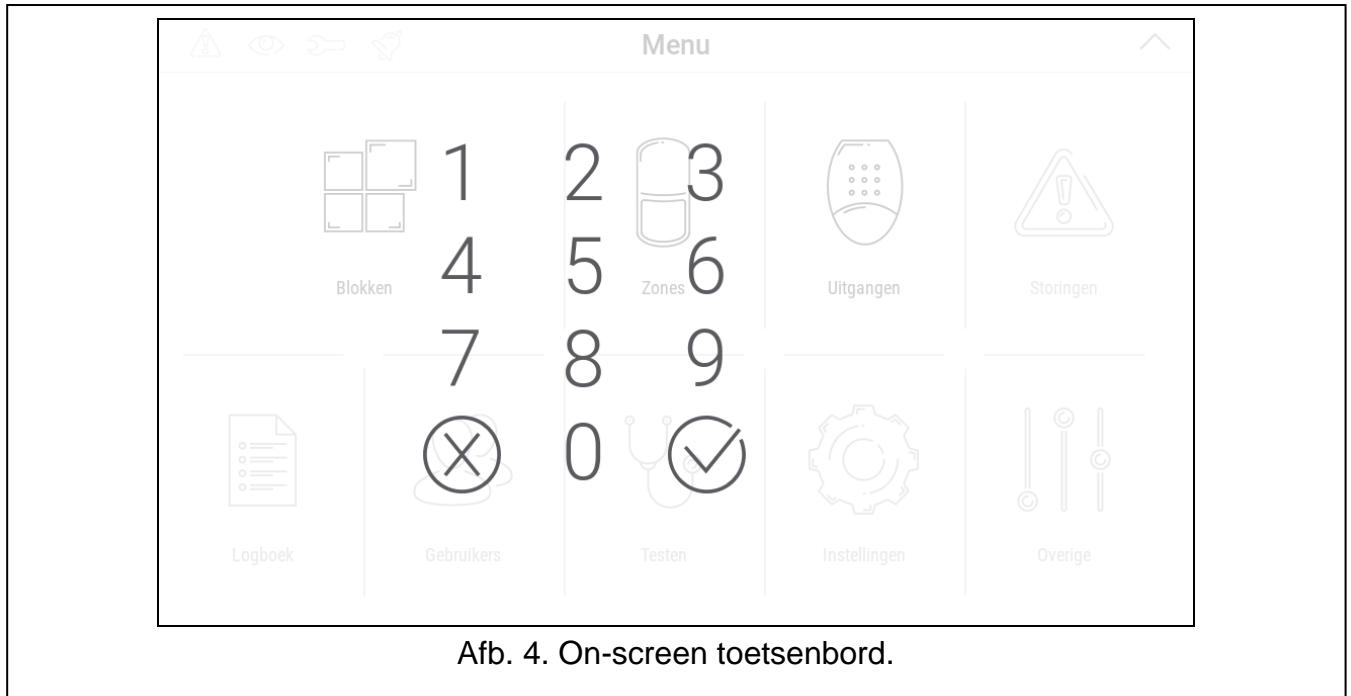 Menu
1 2 3
4 5 6
Blokken Zones Uitgangen Storingen
7 8 9
0
Logboek Gebruikers Testen Instellingen Overige
Afb. 4. On-screen toetsenbord.